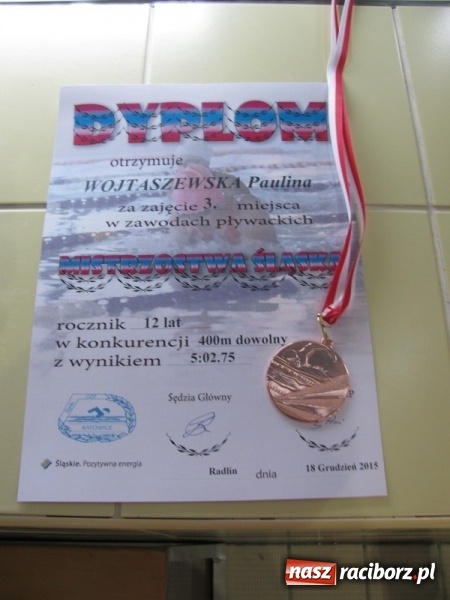 DYPLOM
otrzymuje
WOJTASZEWSKA Paulina
za zajęcie 3. miejsca
w zawodach pływackich
MISTRZOSTWA ŚLĄSKA
rocznik 12 lat
w konkurencji 400m dowolny
z wynikiem 5:02.75
Sędzia Główny
KATOWICE
Śląskie. Pozytywna energia
Radlin dnia 18 Grudzień 2015
nasz raciborz.pl